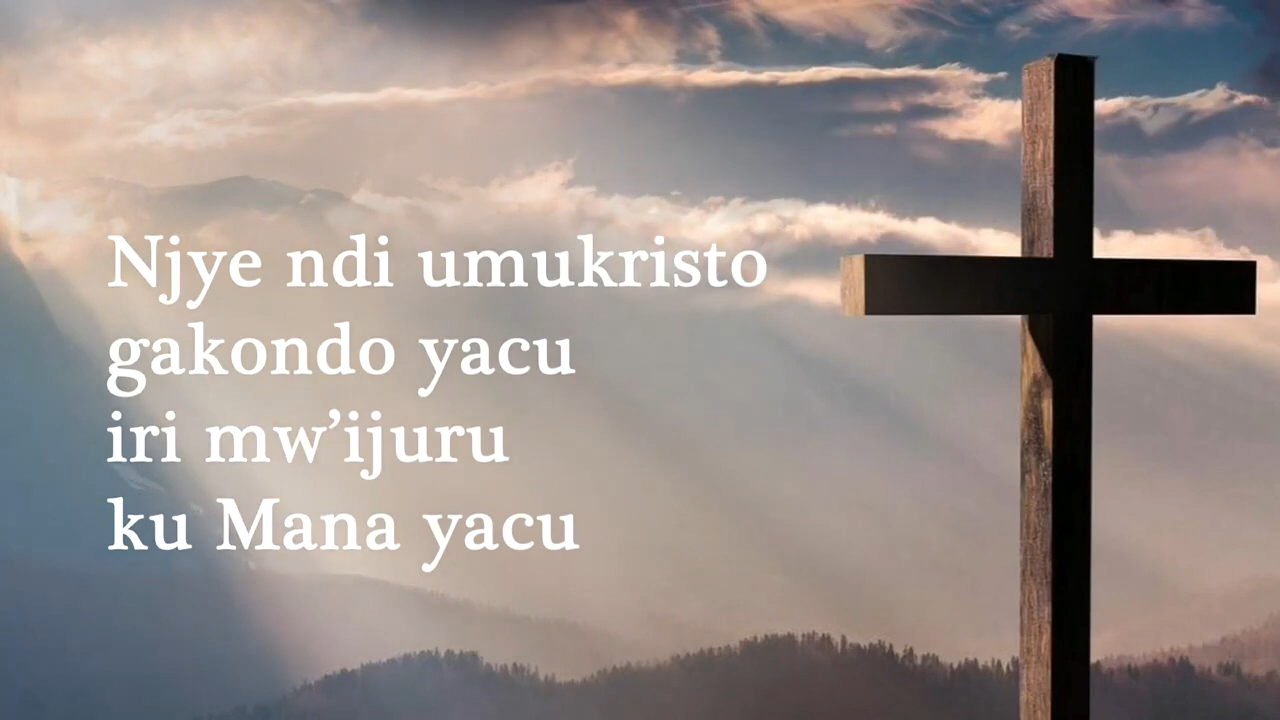 Njye ndi umukristo
gakondo yacu
iri mw’ijuru
ku Mana yacu